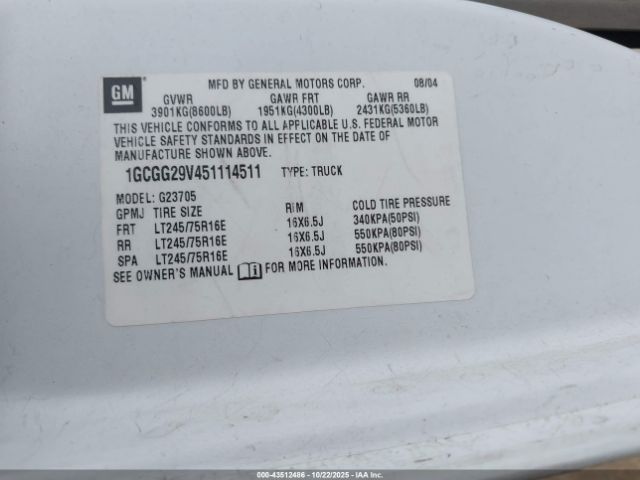 GM
MFD BY GENERAL MOTORS CORP. 08/04
GVWR GAWR FRT GAWR RR
3901KG(8600LB) 1951KG(4300LB) 2431KG(5360LB)
THIS VEHICLE CONFORMS TO ALL APPLICABLE U.S. FEDERAL MOTOR
VEHICLE SAFETY STANDARDS IN EFFECT ON THE DATE OF
MANUFACTURE SHOWN ABOVE.
1GCGG29V451114511 TYPE: TRUCK
MODEL: G23705
GPMJ TIRE SIZE RIM COLD TIRE PRESSURE
FRT LT245/75R16E 16X6.5J 340KPA(50PSI)
RR LT245/75R16E 16X6.5J 550KPA(80PSI)
SPA LT245/75R16E 16X6.5J 550KPA(80PSI)
SEE OWNER'S MANUAL FOR MORE INFORMATION.
000-43512486 - 10/22/2025 - IAAI.COM